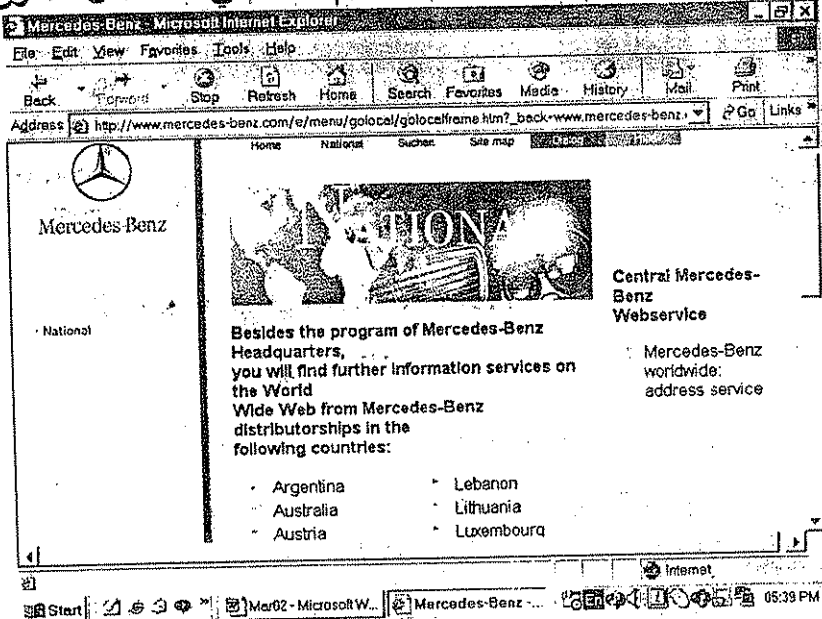 Mercedes-Benz - Microsoft Internet Explorer
File Edit View Favorites Tools Help
Back Forward Stop Refresh Home Search Favorites Media History Mail Print
Address http://www.mercedes-benz.com/e/menu/golocal/golocalframe.htm?_back=www.mercedes-benz. Go Links »
Home National Suchen Site map
Mercedes-Benz
NATIONA
National
Besides the program of Mercedes-Benz
Headquarters,
you will find further information services on
the World
Wide Web from Mercedes-Benz
distributorships in the
following countries:
Argentina
Australia
Austria
Lebanon
Lithuania
Luxembourg
Central Mercedes-
Benz
Webservice
Mercedes-Benz
worldwide:
address service
Internet
Start » Mar02 - Microsoft W... Mercedes-Benz -... EN 05:39 PM